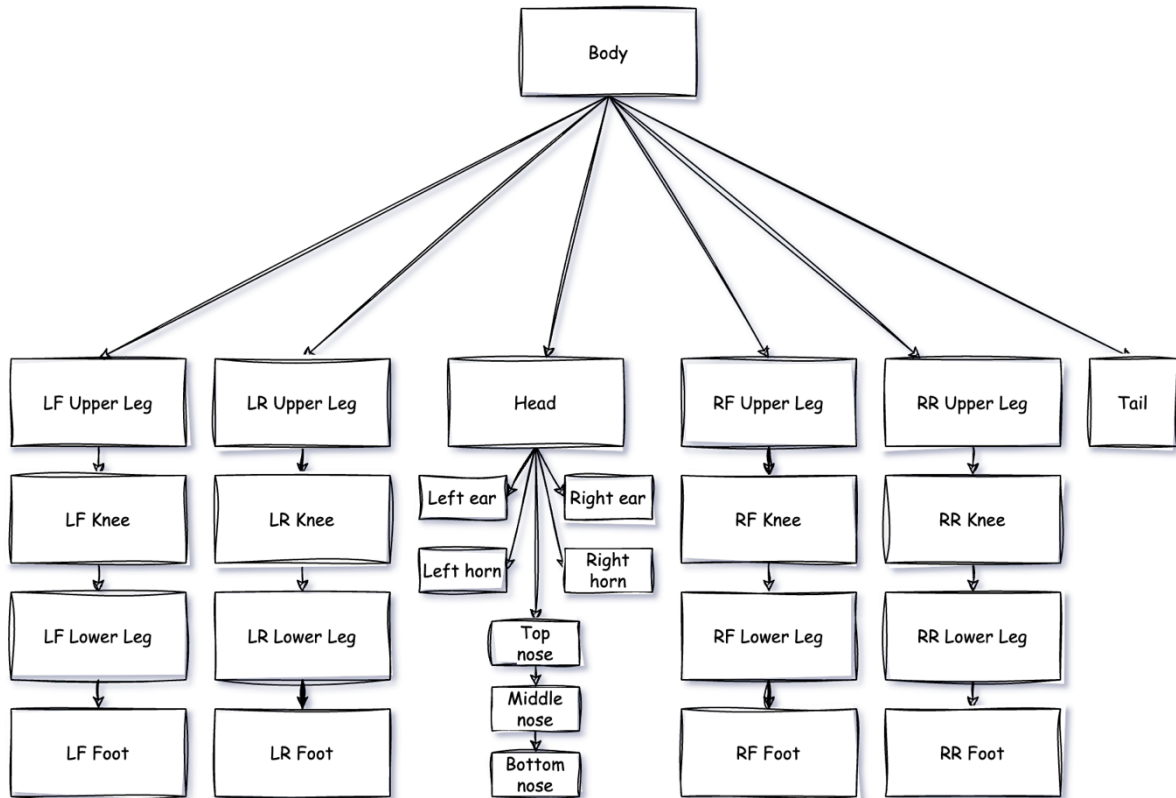 Body
LF Upper Leg
LR Upper Leg
Head
RF Upper Leg
RR Upper Leg
Tail
Left ear
Right ear
LF Knee
LR Knee
RF Knee
RR Knee
Left horn
Right
horn
LF Lower Leg
LR Lower Leg
Top
nose
RF Lower Leg
RR Lower Leg
Middle
nose
LF Foot
LR Foot
Bottom
nose
RF Foot
RR Foot